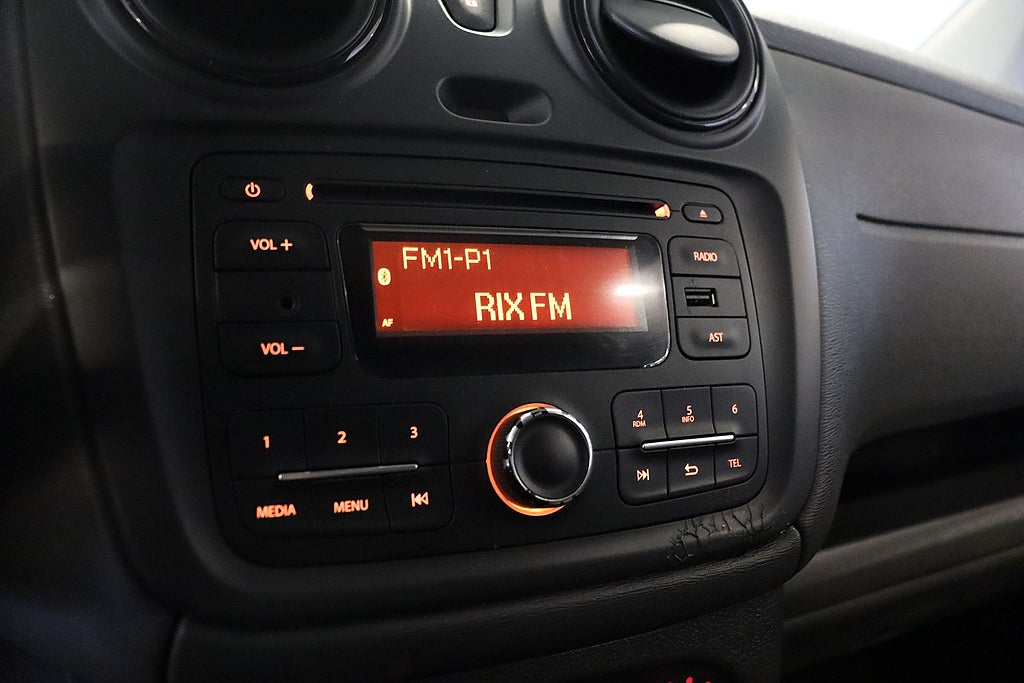 VOL +
VOL −
FM1-P1
AF
RIX FM
RADIO
AST
1 2 3
MEDIA MENU
4 5 6
RDM INFO
TEL